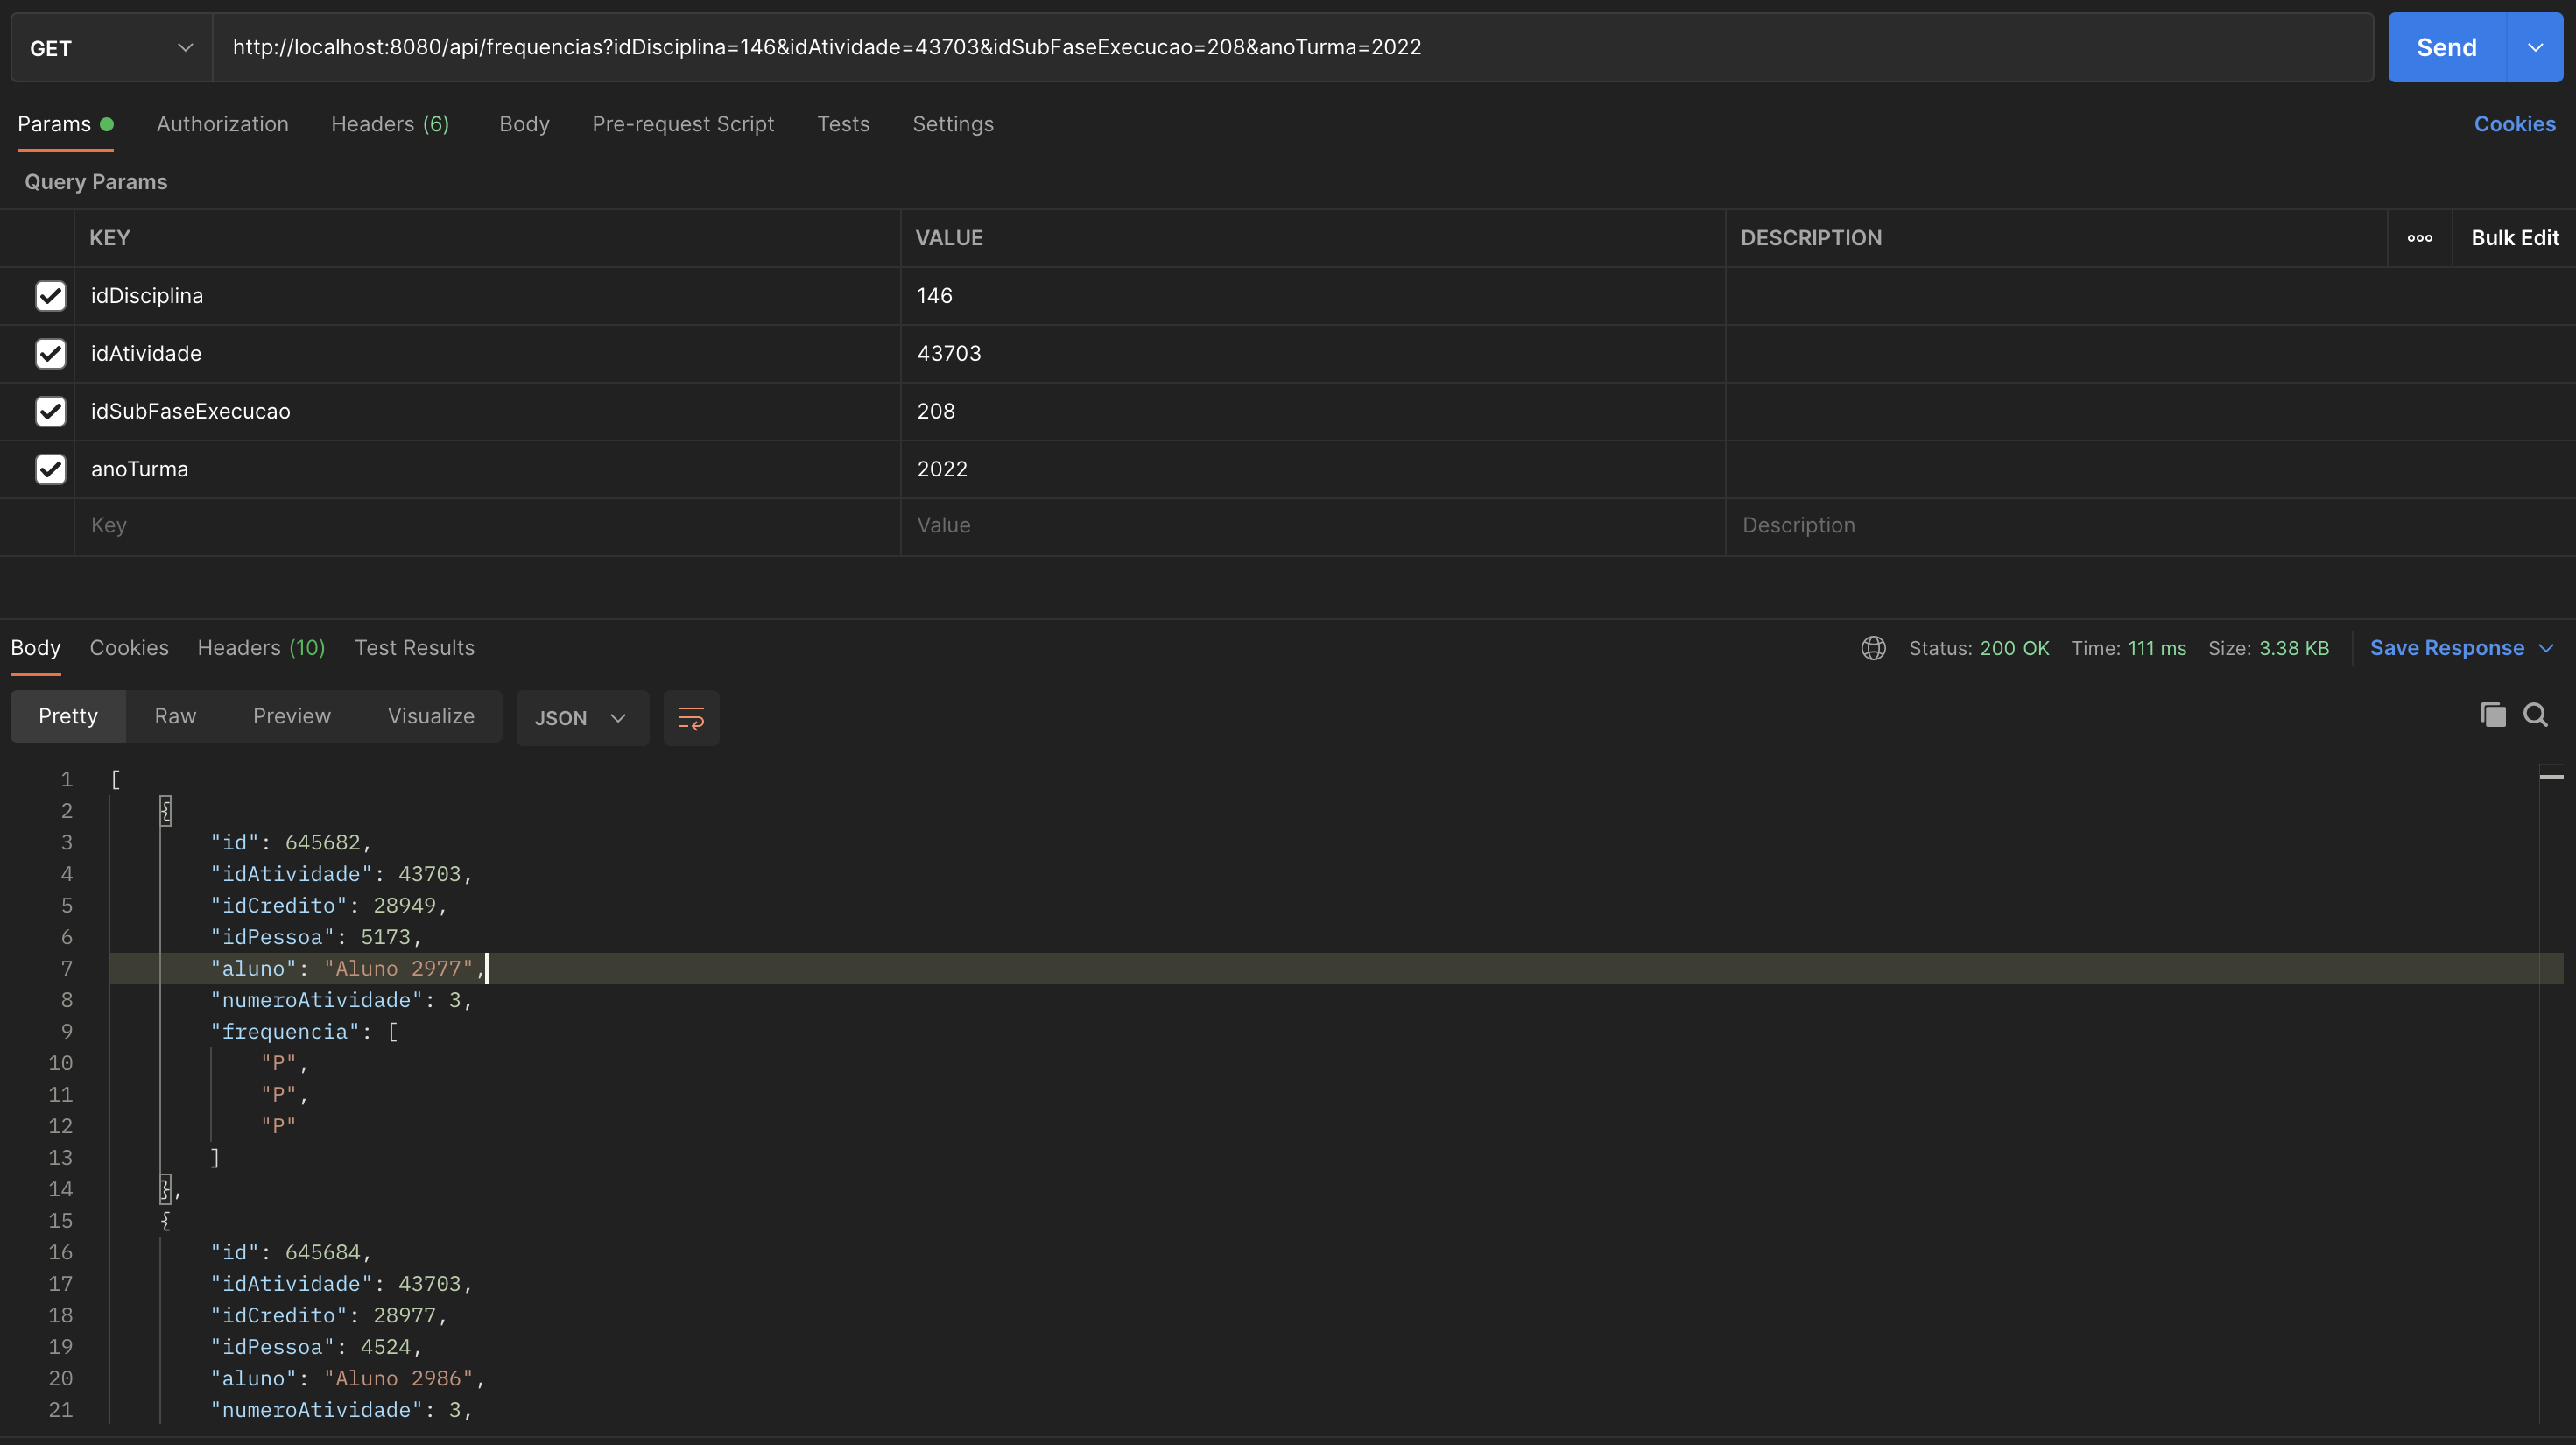 GET http://localhost:8080/api/frequencias?idDisciplina=146&idAtividade=43703&idSubFaseExecucao=208&anoTurma=2022 Send
Params Authorization Headers (6) Body Pre-request Script Tests Settings Cookies
Query Params
KEY VALUE DESCRIPTION Bulk Edit
idDisciplina 146
idAtividade 43703
idSubFaseExecucao 208
anoTurma 2022
Key Value Description
Body Cookies Headers (10) Test Results Status: 200 OK Time: 111 ms Size: 3.38 KB Save Response
Pretty Raw Preview Visualize JSON
1 [
2 {
3 "id": 645682,
4 "idAtividade": 43703,
5 "idCredito": 28949,
6 "idPessoa": 5173,
7 "aluno": "Aluno 2977",
8 "numeroAtividade": 3,
9 "frequencia": [
10 "P",
11 "P",
12 "P"
13 ]
14 },
15 {
16 "id": 645684,
17 "idAtividade": 43703,
18 "idCredito": 28977,
19 "idPessoa": 4524,
20 "aluno": "Aluno 2986",
21 "numeroAtividade": 3,